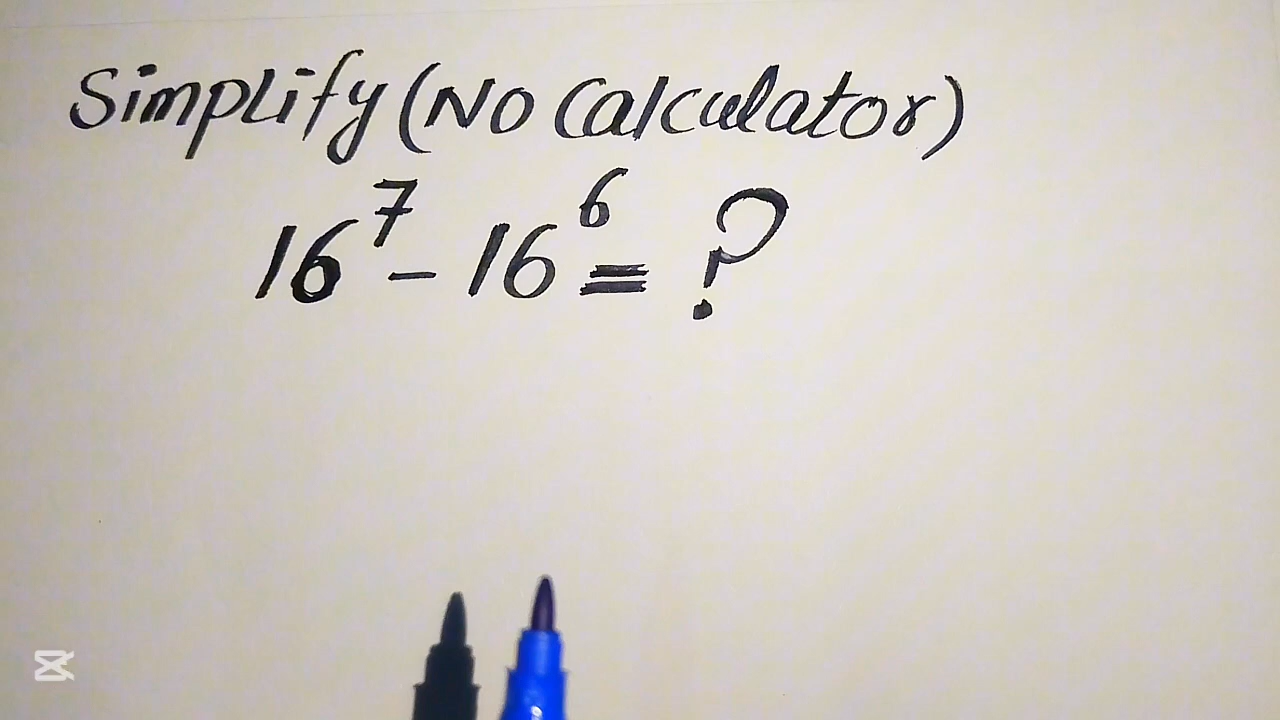 Simplify (No Calculator)
16⁷ - 16⁶ = ?